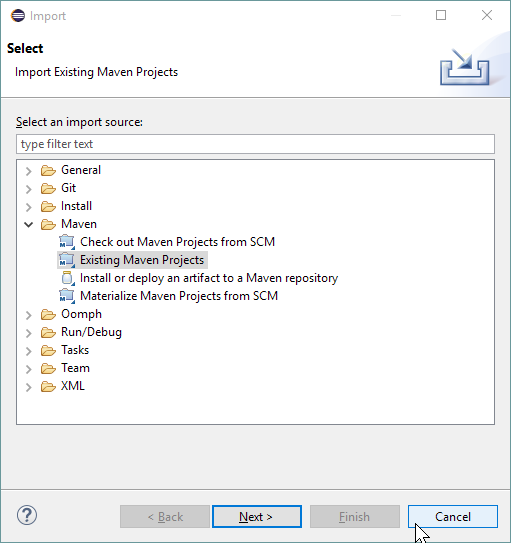 Import
Select
Import Existing Maven Projects
Select an import source:
type filter text
General
Git
Install
Maven
Check out Maven Projects from SCM
Existing Maven Projects
Install or deploy an artifact to a Maven repository
Materialize Maven Projects from SCM
Oomph
Run/Debug
Tasks
Team
XML
? < Back Next > Finish Cancel